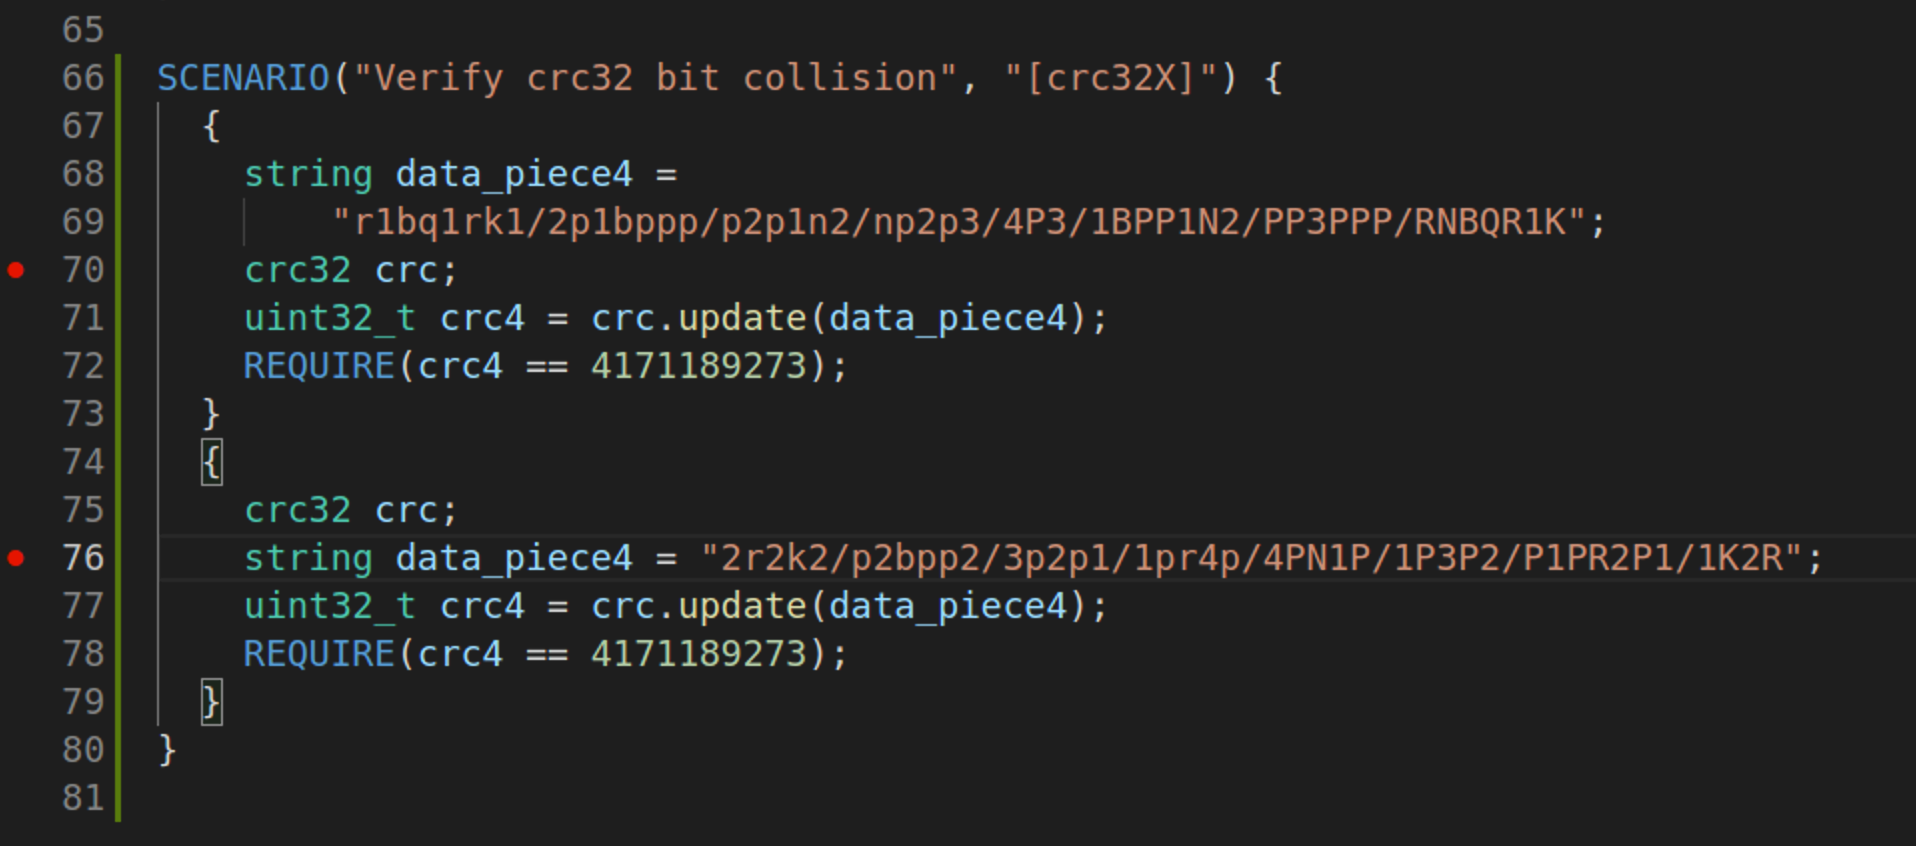 65
66 SCENARIO("Verify crc32 bit collision", "[crc32X]") {
67   {
68     string data_piece4 =
69         "r1bq1rk1/2p1bppp/p2p1n2/np2p3/4P3/1BPP1N2/PP3PPP/RNBQR1K";
70     crc32 crc;
71     uint32_t crc4 = crc.update(data_piece4);
72     REQUIRE(crc4 == 4171189273);
73   }
74   {
75     crc32 crc;
76     string data_piece4 = "2r2k2/p2bpp2/3p2p1/1pr4p/4PN1P/1P3P2/P1PR2P1/1K2R";
77     uint32_t crc4 = crc.update(data_piece4);
78     REQUIRE(crc4 == 4171189273);
79   }
80 }
81